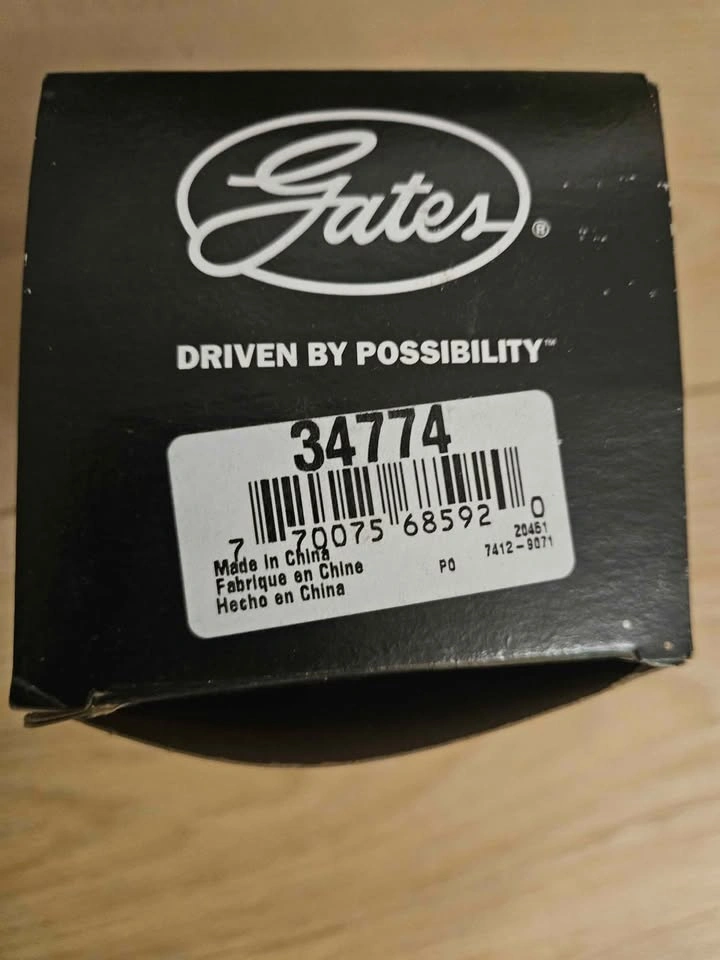 Gates®
DRIVEN BY POSSIBILITY™
34774
7 70075 68592 0
Made in China
Fabrique en Chine
Hecho en China
PO
20461
7412-9071